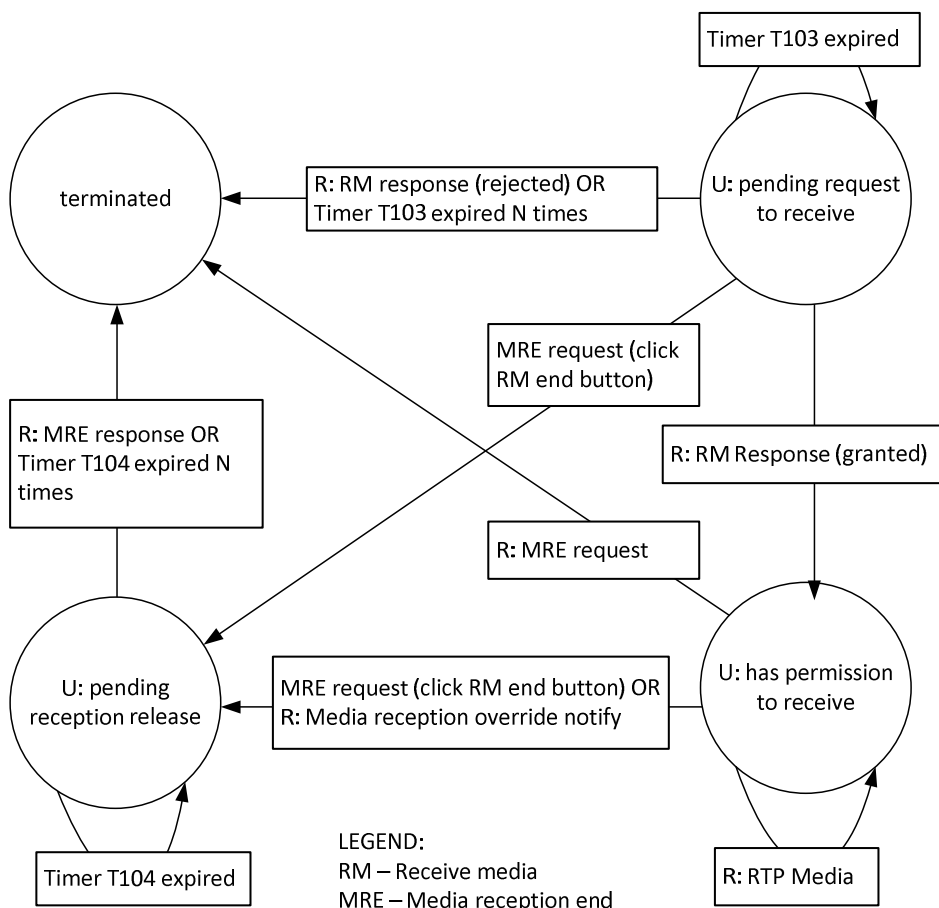 Timer T103 expired
terminated
R: RM response (rejected) OR
Timer T103 expired N times
U: pending request
to receive
MRE request (click
RM end button)
R: MRE response OR
Timer T104 expired N
times
R: RM Response (granted)
R: MRE request
U: pending
reception release
MRE request (click RM end button) OR
R: Media reception override notify
U: has permission
to receive
Timer T104 expired
LEGEND:
RM – Receive media
MRE – Media reception end
R: RTP Media